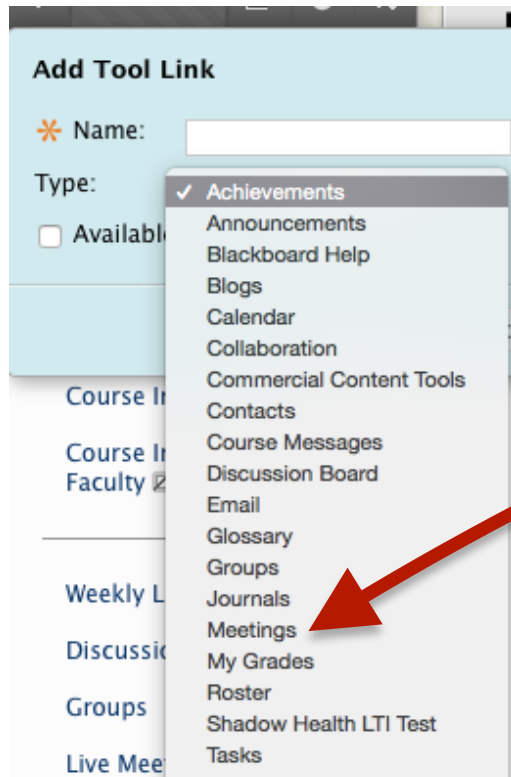 Add Tool Link
Name:
Type:
✓ Achievements
Announcements
Blackboard Help
Blogs
Calendar
Collaboration
Commercial Content Tools
Contacts
Course Messages
Discussion Board
Email
Glossary
Groups
Journals
Meetings
My Grades
Roster
Shadow Health LTI Test
Tasks
Course
Course
Faculty
Weekly
Groups
Live